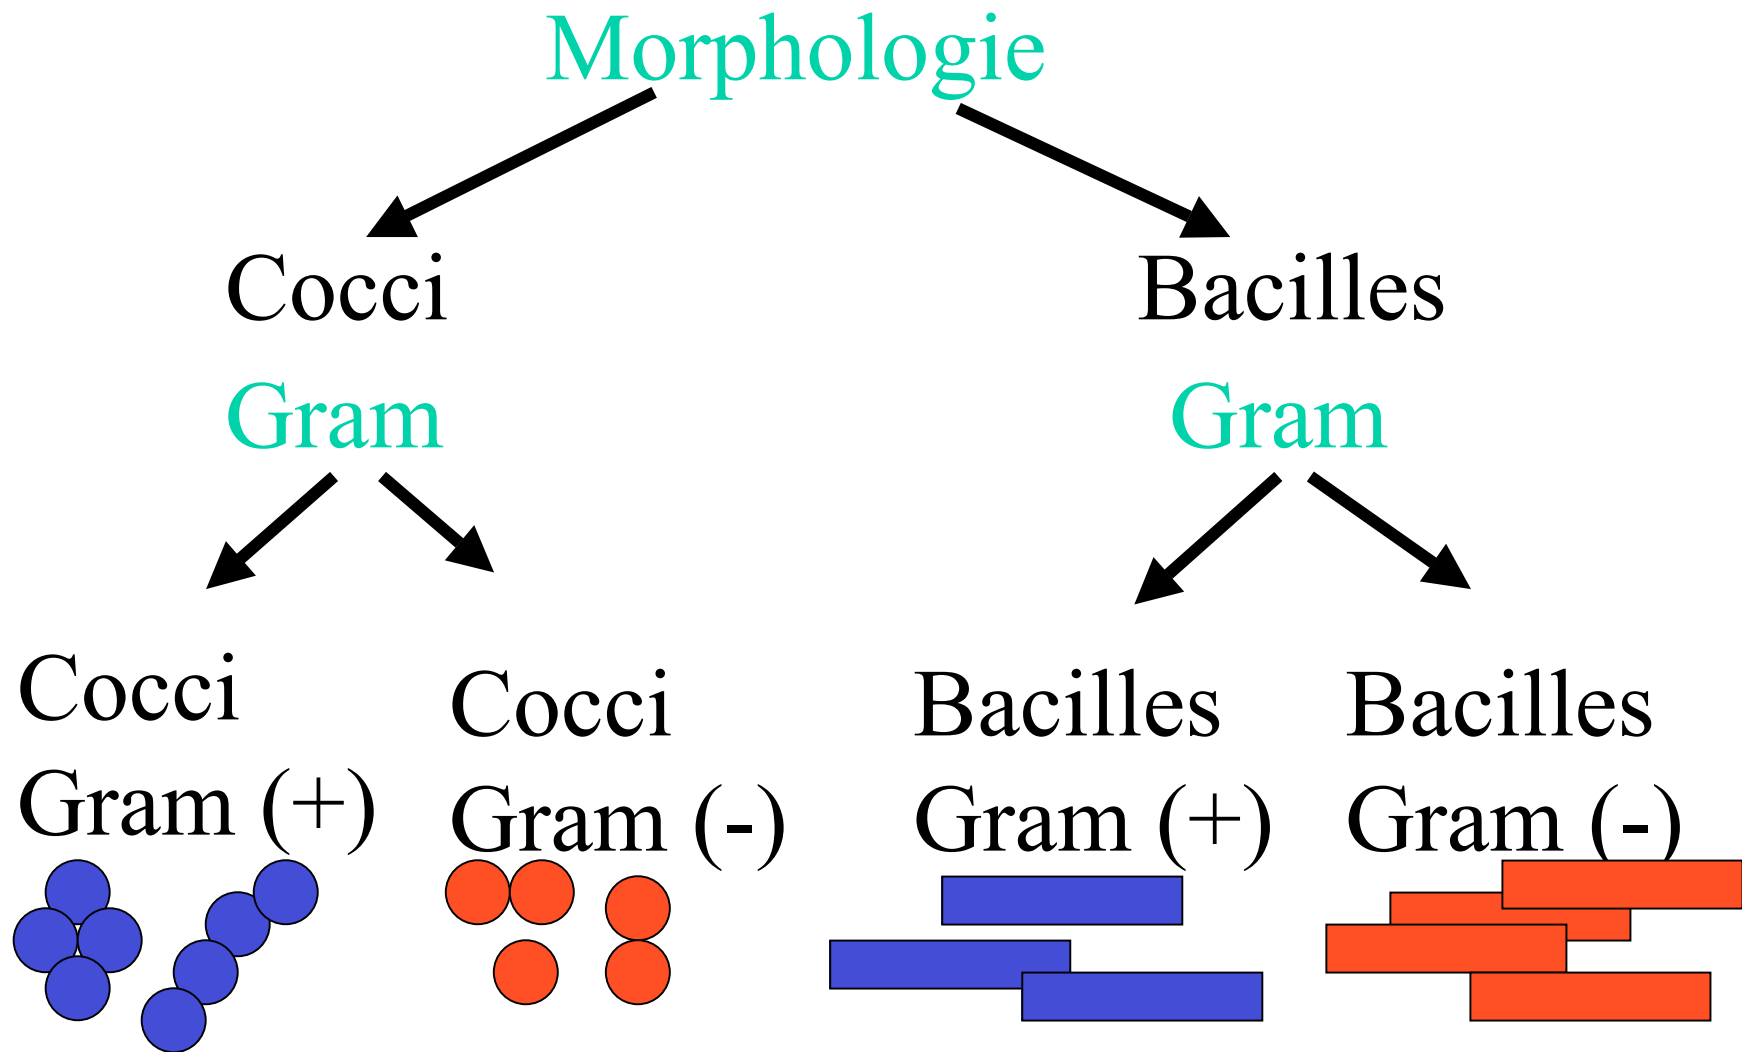 Morphologie
Cocci
Bacilles
Gram
Gram
Cocci
Gram (+)
Cocci
Gram (-)
Bacilles
Gram (+)
Bacilles
Gram (-)